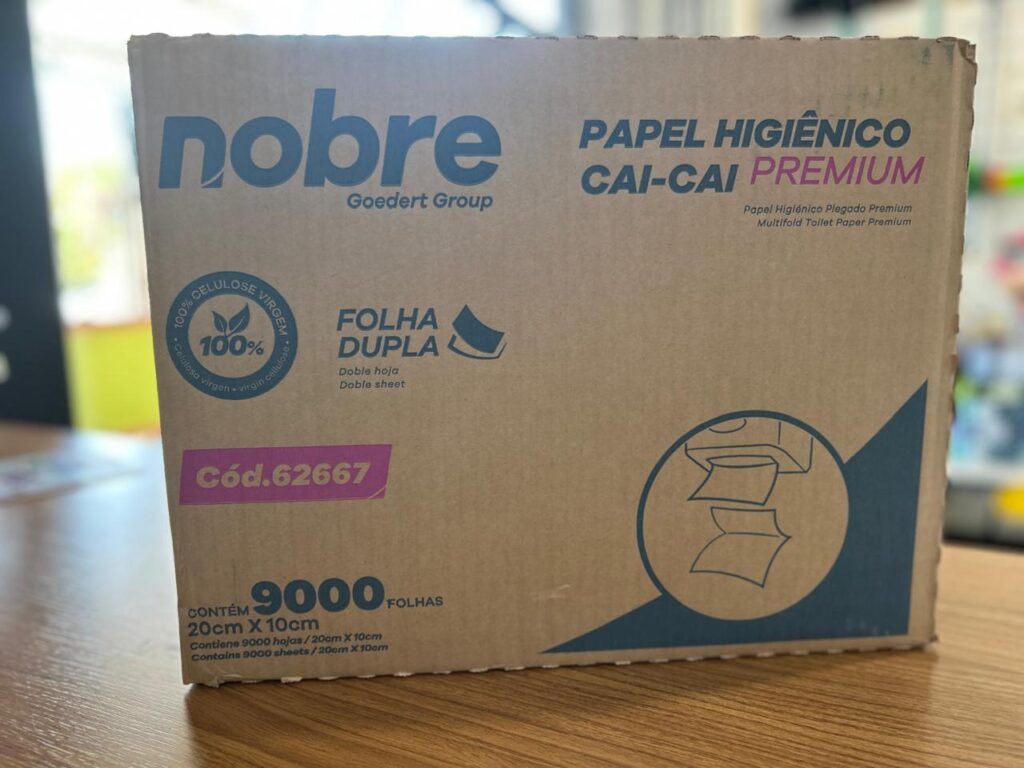 nobre
Goedert Group
PAPEL HIGIÊNICO
CAI-CAI PREMIUM
Papel Higiénico Plegado Premium
Multifold Toilet Paper Premium
100% CELULOSE VIRGEM
100%
• Celulosa virgen • virgin cellulose •
FOLHA
DUPLA
Doble hoja
Doble sheet
Cód.62667
CONTÉM 9000 FOLHAS
20cm X 10cm
Contiene 9000 hojas / 20cm X 10cm
Contains 9000 sheets / 20cm X 10cm